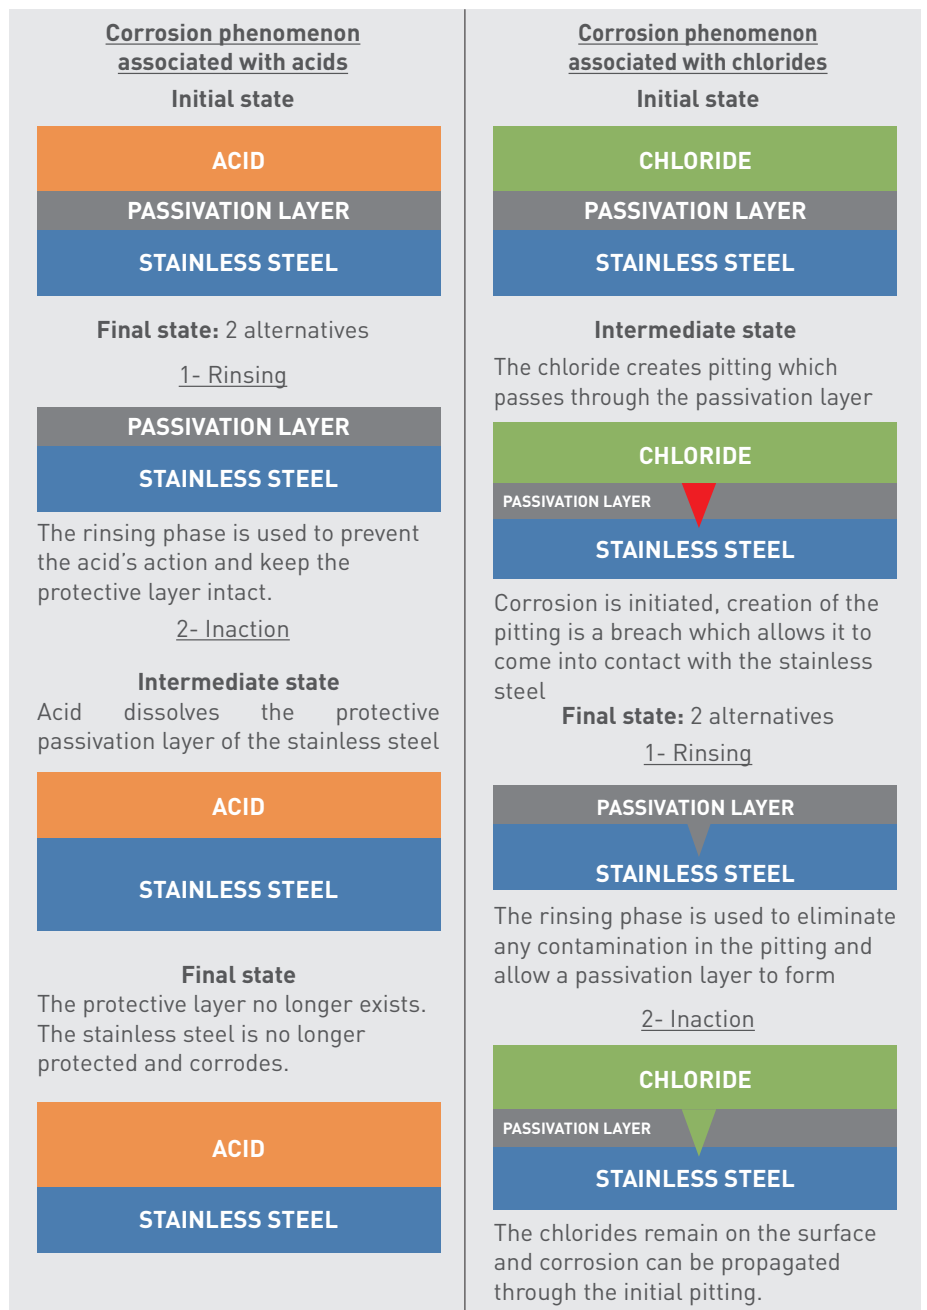 Corrosion phenomenon
associated with acids
Initial state
ACID
PASSIVATION LAYER
STAINLESS STEEL
Final state: 2 alternatives
1- Rinsing
PASSIVATION LAYER
STAINLESS STEEL
The rinsing phase is used to prevent
the acid’s action and keep the
protective layer intact.
2- Inaction
Intermediate state
Acid dissolves the protective
passivation layer of the stainless steel
ACID
STAINLESS STEEL
Final state
The protective layer no longer exists.
The stainless steel is no longer
protected and corrodes.
ACID
STAINLESS STEEL
Corrosion phenomenon
associated with chlorides
Initial state
CHLORIDE
PASSIVATION LAYER
STAINLESS STEEL
Intermediate state
The chloride creates pitting which
passes through the passivation layer
CHLORIDE
PASSIVATION LAYER
STAINLESS STEEL
Corrosion is initiated, creation of the
pitting is a breach which allows it to
come into contact with the stainless
steel
Final state: 2 alternatives
1- Rinsing
PASSIVATION LAYER
STAINLESS STEEL
The rinsing phase is used to eliminate
any contamination in the pitting and
allow a passivation layer to form
2- Inaction
CHLORIDE
PASSIVATION LAYER
STAINLESS STEEL
The chlorides remain on the surface
and corrosion can be propagated
through the initial pitting.